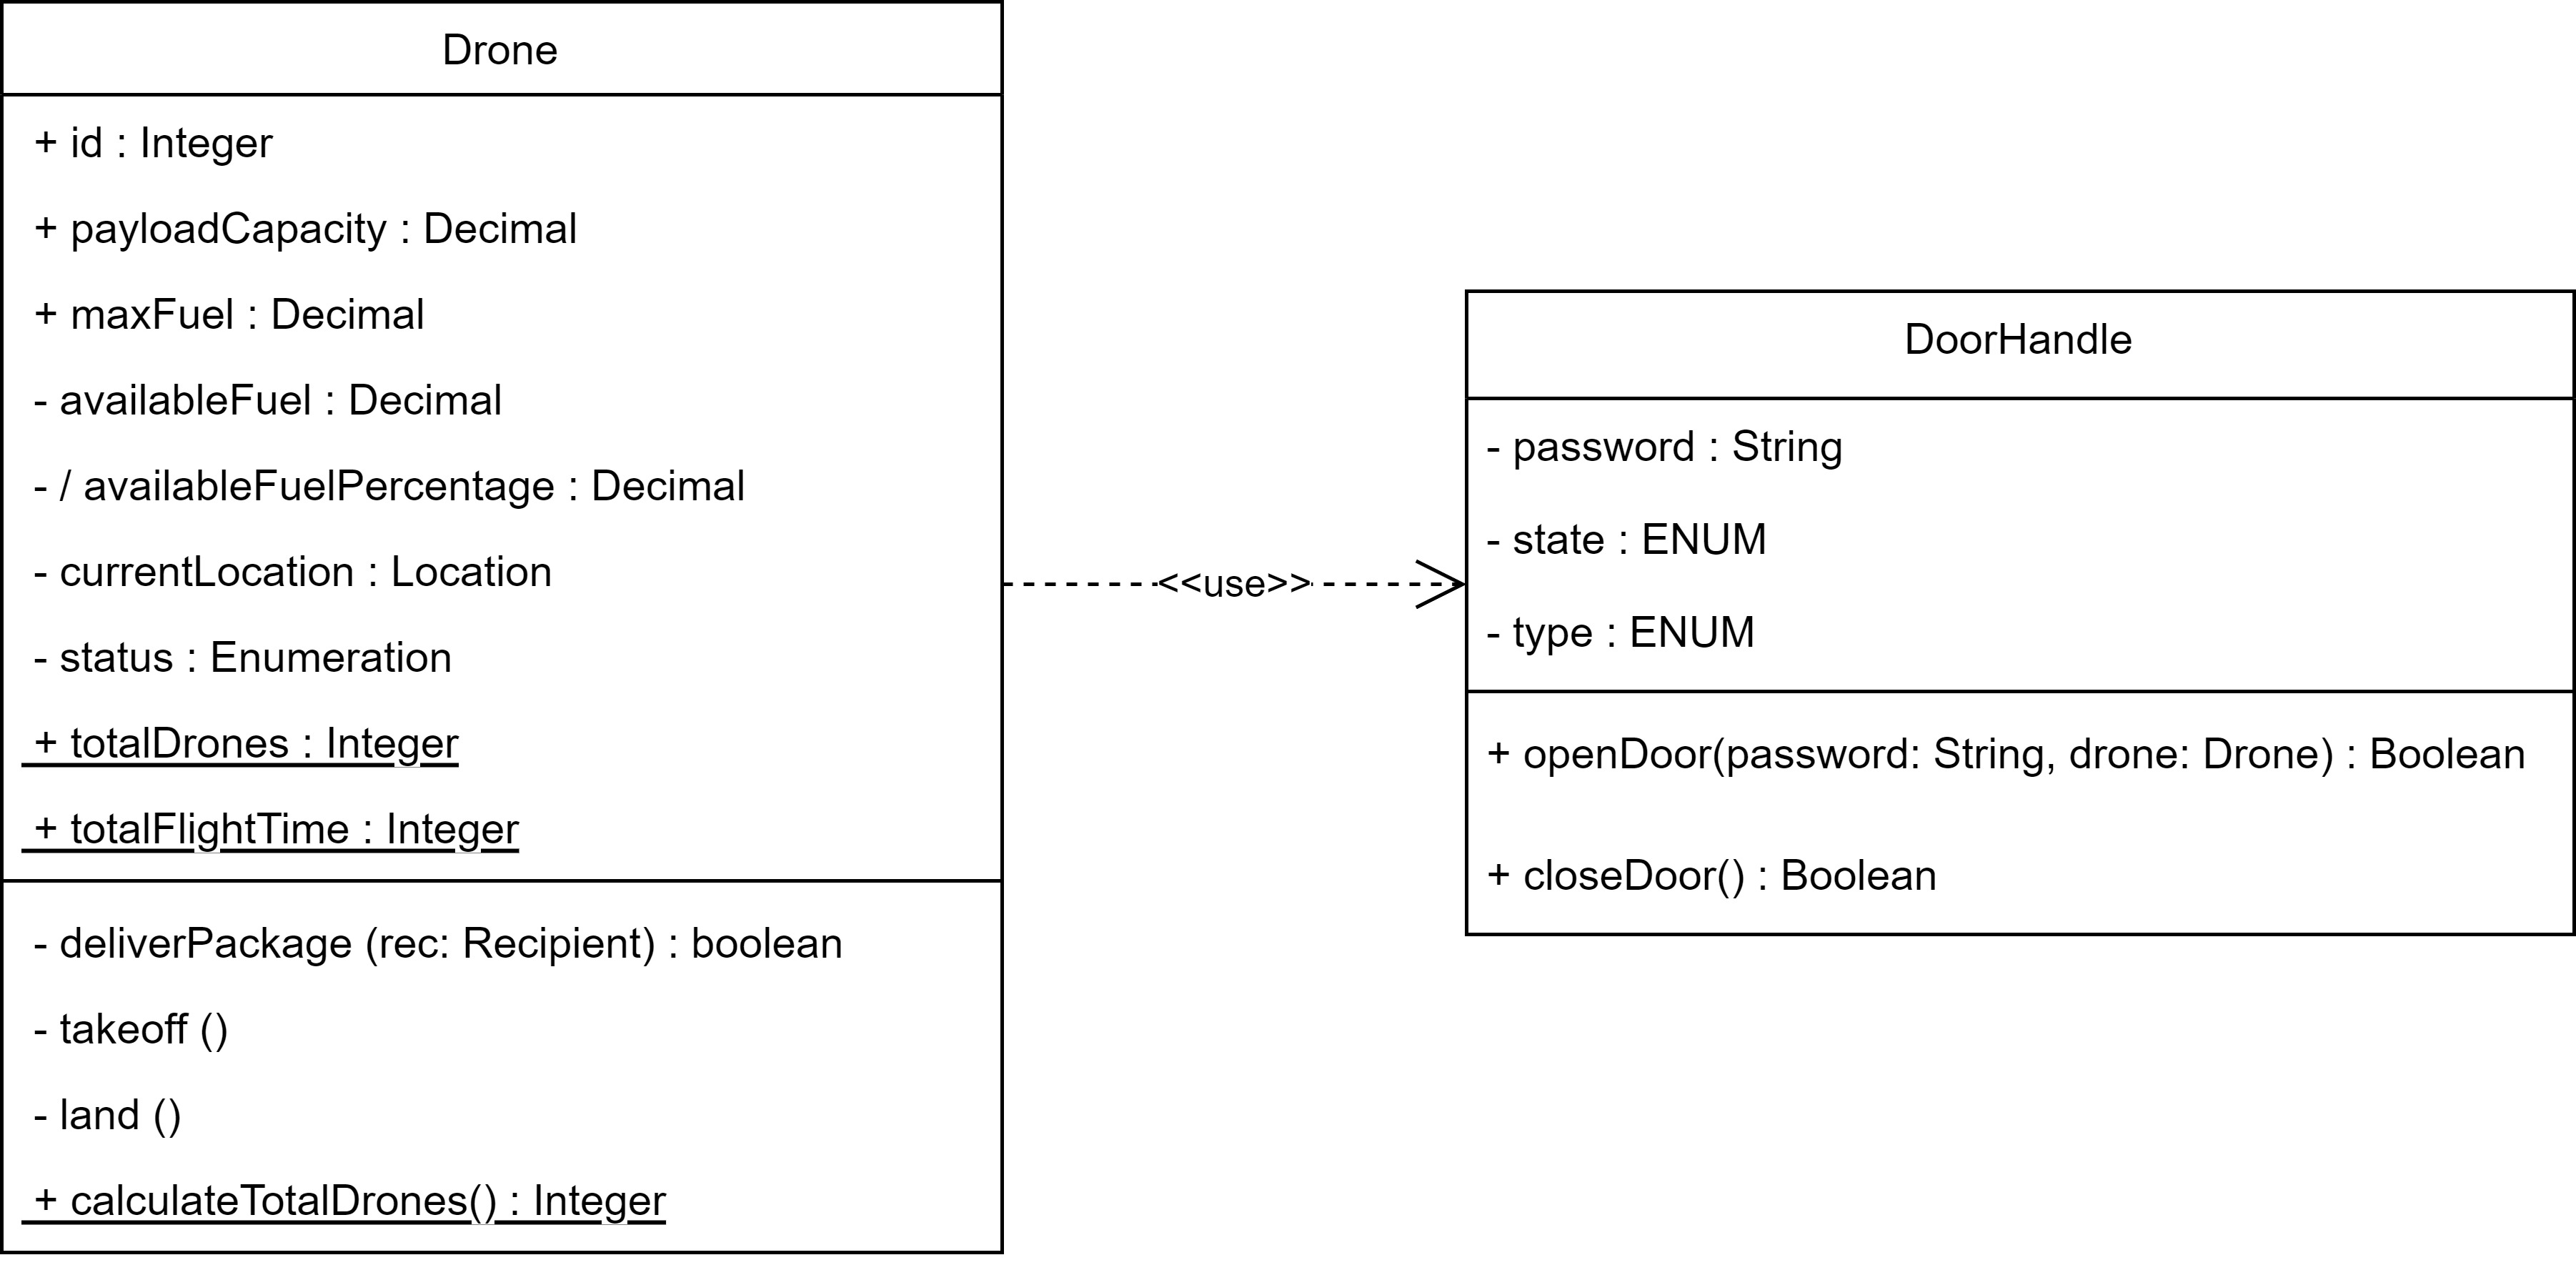 Drone
+ id : Integer
+ payloadCapacity : Decimal
+ maxFuel : Decimal
- availableFuel : Decimal
- / availableFuelPercentage : Decimal
- currentLocation : Location
- status : Enumeration
+ totalDrones : Integer
+ totalFlightTime : Integer
- deliverPackage (rec: Recipient) : boolean
- takeoff ()
- land ()
+ calculateTotalDrones() : Integer
<<use>>
DoorHandle
- password : String
- state : ENUM
- type : ENUM
+ openDoor(password: String, drone: Drone) : Boolean
+ closeDoor() : Boolean